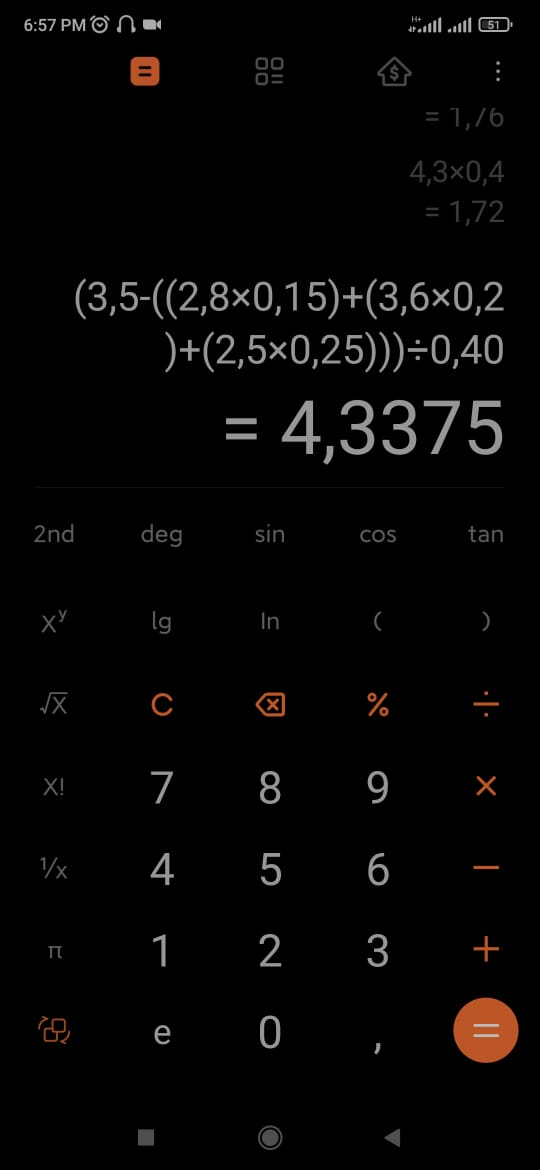 6:57 PM
H+
51
= 1,76
4,3×0,4
= 1,72
(3,5-((2,8×0,15)+(3,6×0,2
)+(2,5×0,25)))÷0,40
= 4,3375
2nd deg sin cos tan
Xʸ lg ln ( )
√X C % ÷
X! 7 8 9 ×
¹/x 4 5 6 −
π 1 2 3 +
e 0 , =